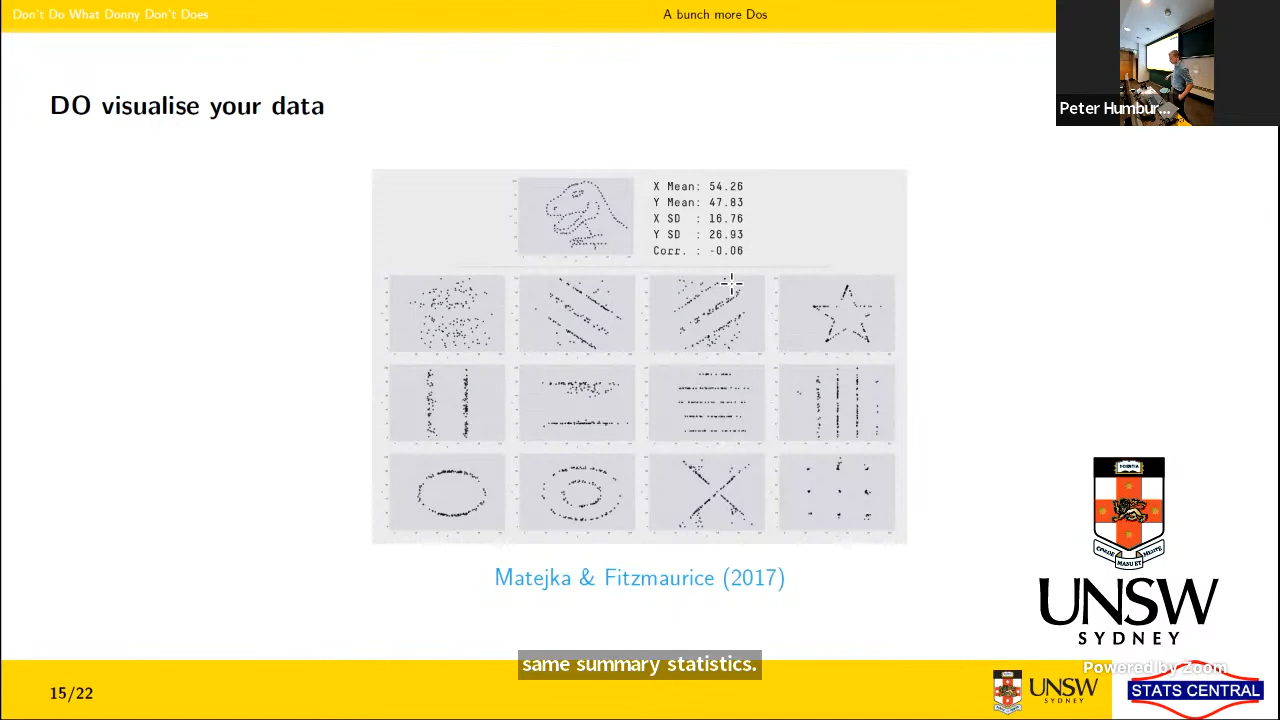 Don't Do What Donny Don't Does
A bunch more Dos
Peter Humbur...
DO visualise your data
X Mean: 54.26
Y Mean: 47.83
X SD : 16.76
Y SD : 26.93
Corr. : -0.06
Matejka & Fitzmaurice (2017)
UNSW
SYDNEY
same summary statistics.
Powered by Zoom
15/22
UNSW
SYDNEY
STATS CENTRAL